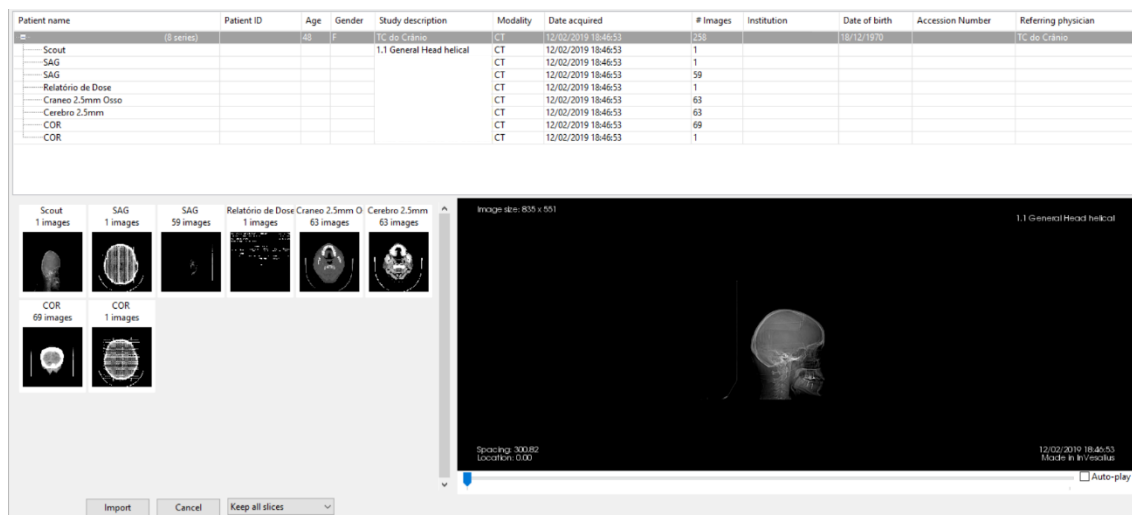 Patient name Patient ID Age Gender Study description Modality Date acquired # Images Institution Date of birth Accession Number Referring physician
(8 series) 48 F TC do Crânio CT 12/02/2019 18:46:53 258 18/12/1970 TC do Crânio
Scout 1.1 General Head helical CT 12/02/2019 18:46:53 1
SAG CT 12/02/2019 18:46:53 1
SAG CT 12/02/2019 18:46:53 59
Relatório de Dose CT 12/02/2019 18:46:53 1
Craneo 2.5mm Osso CT 12/02/2019 18:46:53 63
Cerebro 2.5mm CT 12/02/2019 18:46:53 63
COR CT 12/02/2019 18:46:53 69
COR CT 12/02/2019 18:46:53 1
Scout SAG SAG Relatório de Dose Craneo 2.5mm O Cerebro 2.5mm
1 images 1 images 59 images 1 images 63 images 63 images
COR COR
69 images 1 images
Image size: 835 x 551
1.1 General Head helical
Spacing: 300.82 12/02/2019 18:46:53
Location: 0.00 Made in InVesalius
Auto-play
Import Cancel Keep all slices